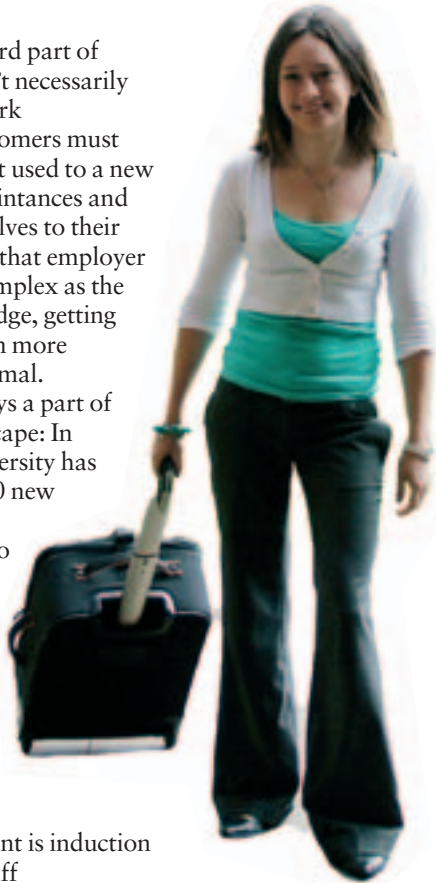 rd part of
't necessarily
rk
omers must
t used to a new
intances and
lves to their
that employer
mplex as the
dge, getting
n more
mal.
ys a part of
cape: In
ersity has
0 new
o
nt is induction
ff